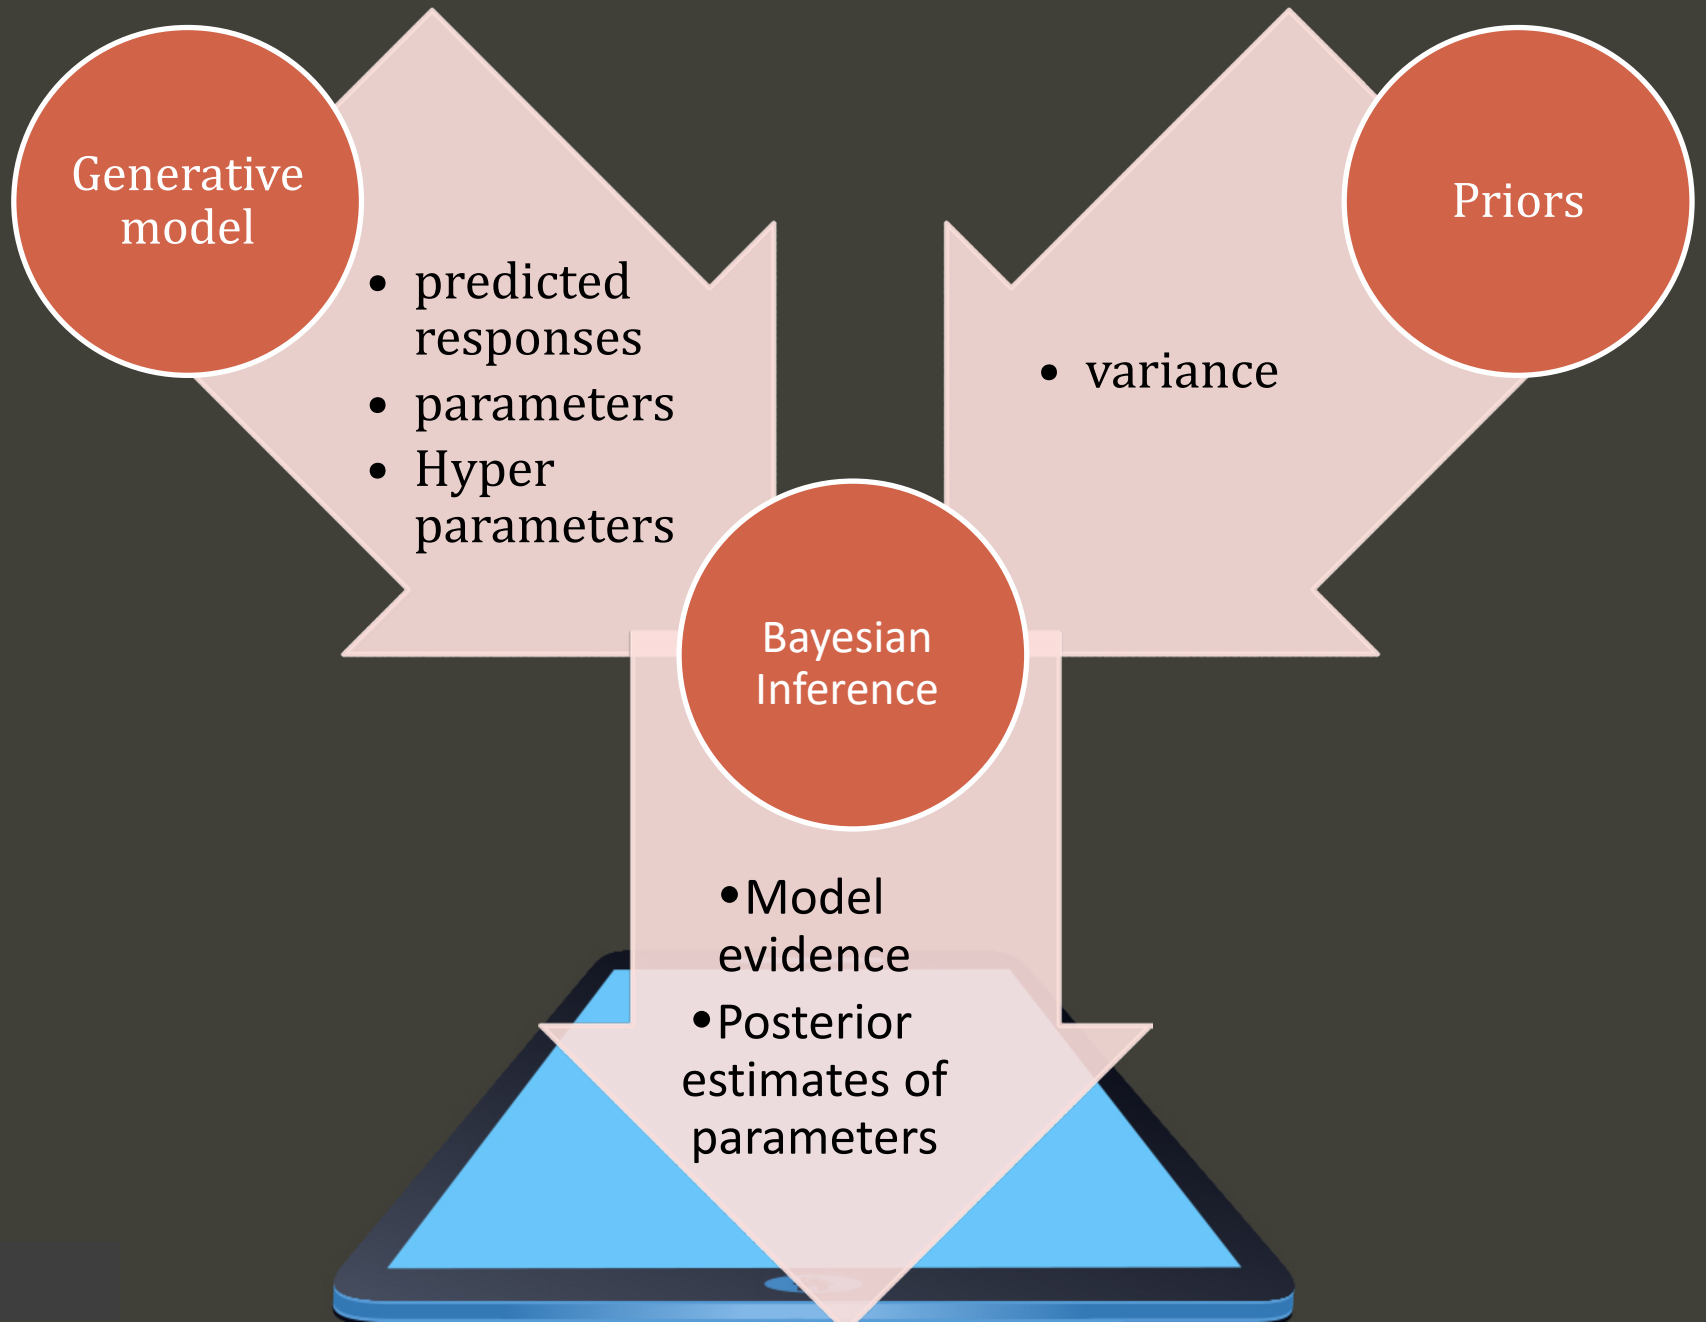 Generative
model
• predicted
responses
• parameters
• Hyper
parameters
Priors
• variance
Bayesian
Inference
•Model
evidence
•Posterior
estimates of
parameters